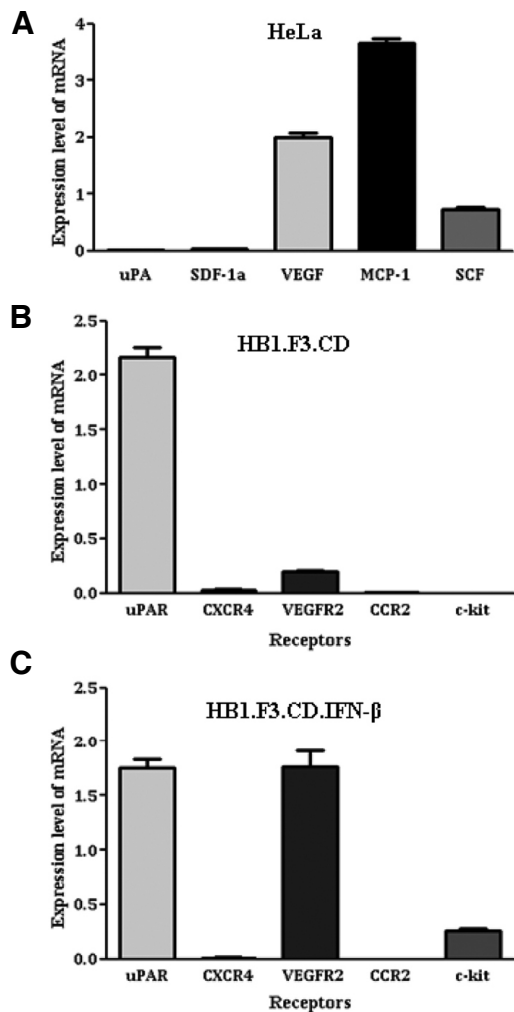 A
HeLa
Expression level of mRNA
4
3
2
1
0
uPA SDF-1a VEGF MCP-1 SCF
B
HB1.F3.CD
Expression level of mRNA
2.5
2.0
1.5
1.0
0.5
0.0
uPAR CXCR4 VEGFR2 CCR2 c-kit
Receptors
C
HB1.F3.CD.IFN-β
Expression level of mRNA
2.5
2.0
1.5
1.0
0.5
0.0
uPAR CXCR4 VEGFR2 CCR2 c-kit
Receptors